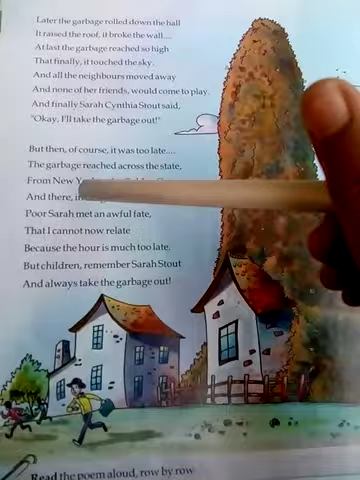 Later the garbage rolled down the hall
It raised the roof, it broke the wall....
At last the garbage reached so high
That finally, it touched the sky.
And all the neighbours moved away
And none of her friends, would come to play.
And finally Sarah Cynthia Stout said,
"Okay, I'll take the garbage out!"
But then, of course, it was too late....
The garbage reached across the state,
From New
And there,
Poor Sarah met an awful fate,
That I cannot now relate
Because the hour is much too late.
But children, remember Sarah Stout
And always take the garbage out!
Read the poem aloud, row by row